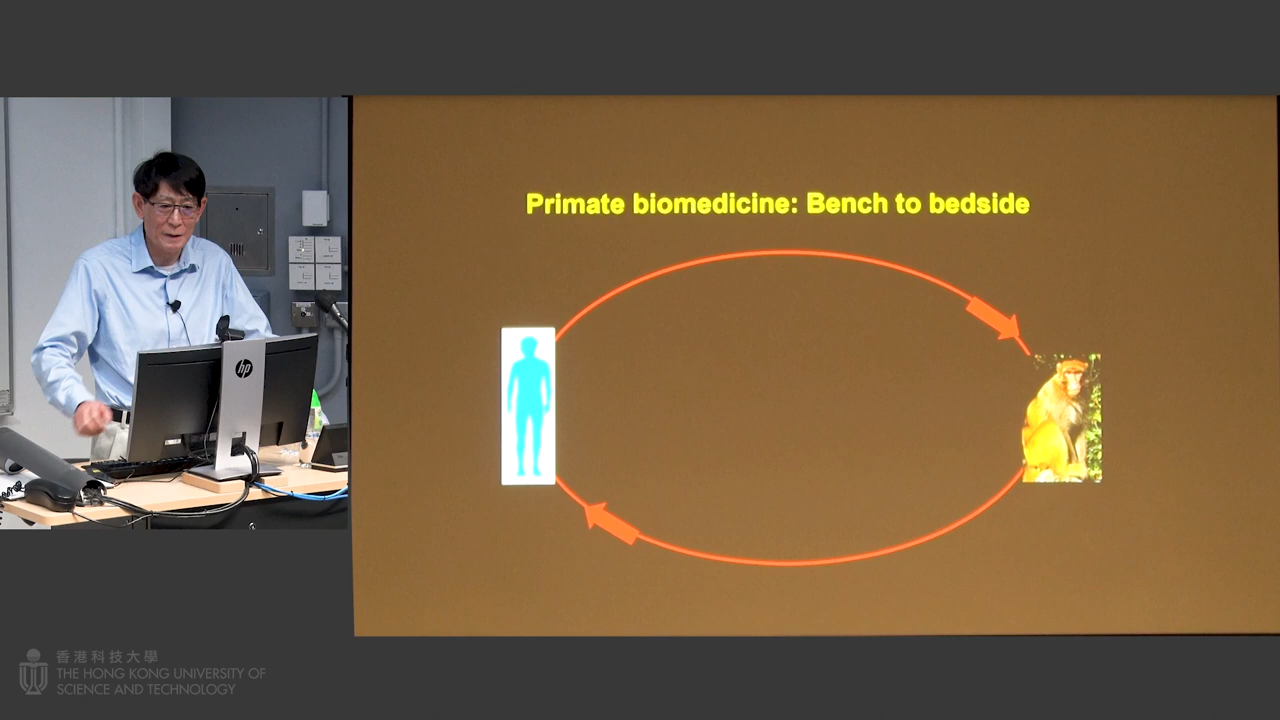 Primate biomedicine: Bench to bedside
hp
香港科技大學
THE HONG KONG UNIVERSITY OF
SCIENCE AND TECHNOLOGY